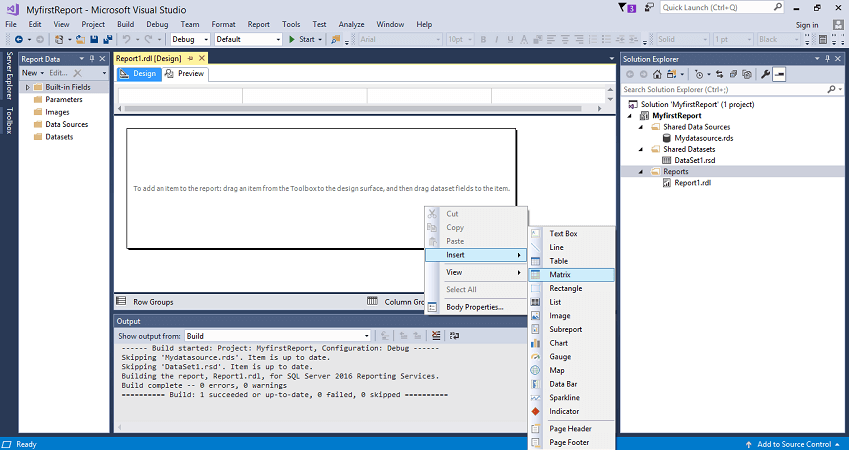 MyfirstReport - Microsoft Visual Studio
3
Quick Launch (Ctrl+Q)
File Edit View Project Build Debug Team Format Report Tools Test Analyze Window Help
Sign in
Debug Default Start Arial 10pt Solid 1 pt Black
Server Explorer
Toolbox
Report Data
New Edit...
Built-in Fields
Parameters
Images
Data Sources
Datasets
Report1.rdl [Design]
Design Preview
To add an item to the report: drag an item from the Toolbox to the design surface, and then drag dataset fields to the item.
Row Groups Column Gro
Cut
Copy
Paste
Insert
View
Select All
Body Properties...
Text Box
Line
Table
Matrix
Rectangle
List
Image
Subreport
Chart
Gauge
Map
Data Bar
Sparkline
Indicator
Page Header
Page Footer
Output
Show output from: Build
------ Build started: Project: MyfirstReport, Configuration: Debug ------
Skipping 'Mydatasource.rds'. Item is up to date.
Skipping 'DataSet1.rsd'. Item is up to date.
Building the report, Report1.rdl, for SQL Server 2016 Reporting Services.
Build complete -- 0 errors, 0 warnings
========== Build: 1 succeeded or up-to-date, 0 failed, 0 skipped ==========
Solution Explorer
Search Solution Explorer (Ctrl+;)
Solution 'MyfirstReport' (1 project)
MyfirstReport
Shared Data Sources
Mydatasource.rds
Shared Datasets
DataSet1.rsd
Reports
Report1.rdl
Ready
Add to Source Control